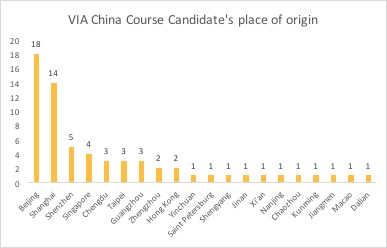 VIA China Course Candidate's place of origin
20
18
16
14
12
10
8
6
4
2
0
18
14
5
4
3
3
3
2
2
1
1
1
1
1
1
1
1
1
1
1
Beijing
Shanghai
Shenzhen
Singapore
Chengdu
Taipei
Guangzhou
Zhengzhou
Hong Kong
Yinchuan
Saint Petersburg
Shengyang
Jinan
Xi'an
Nanjing
Chaozhou
Kunming
Jiangmen
Macao
Dalian